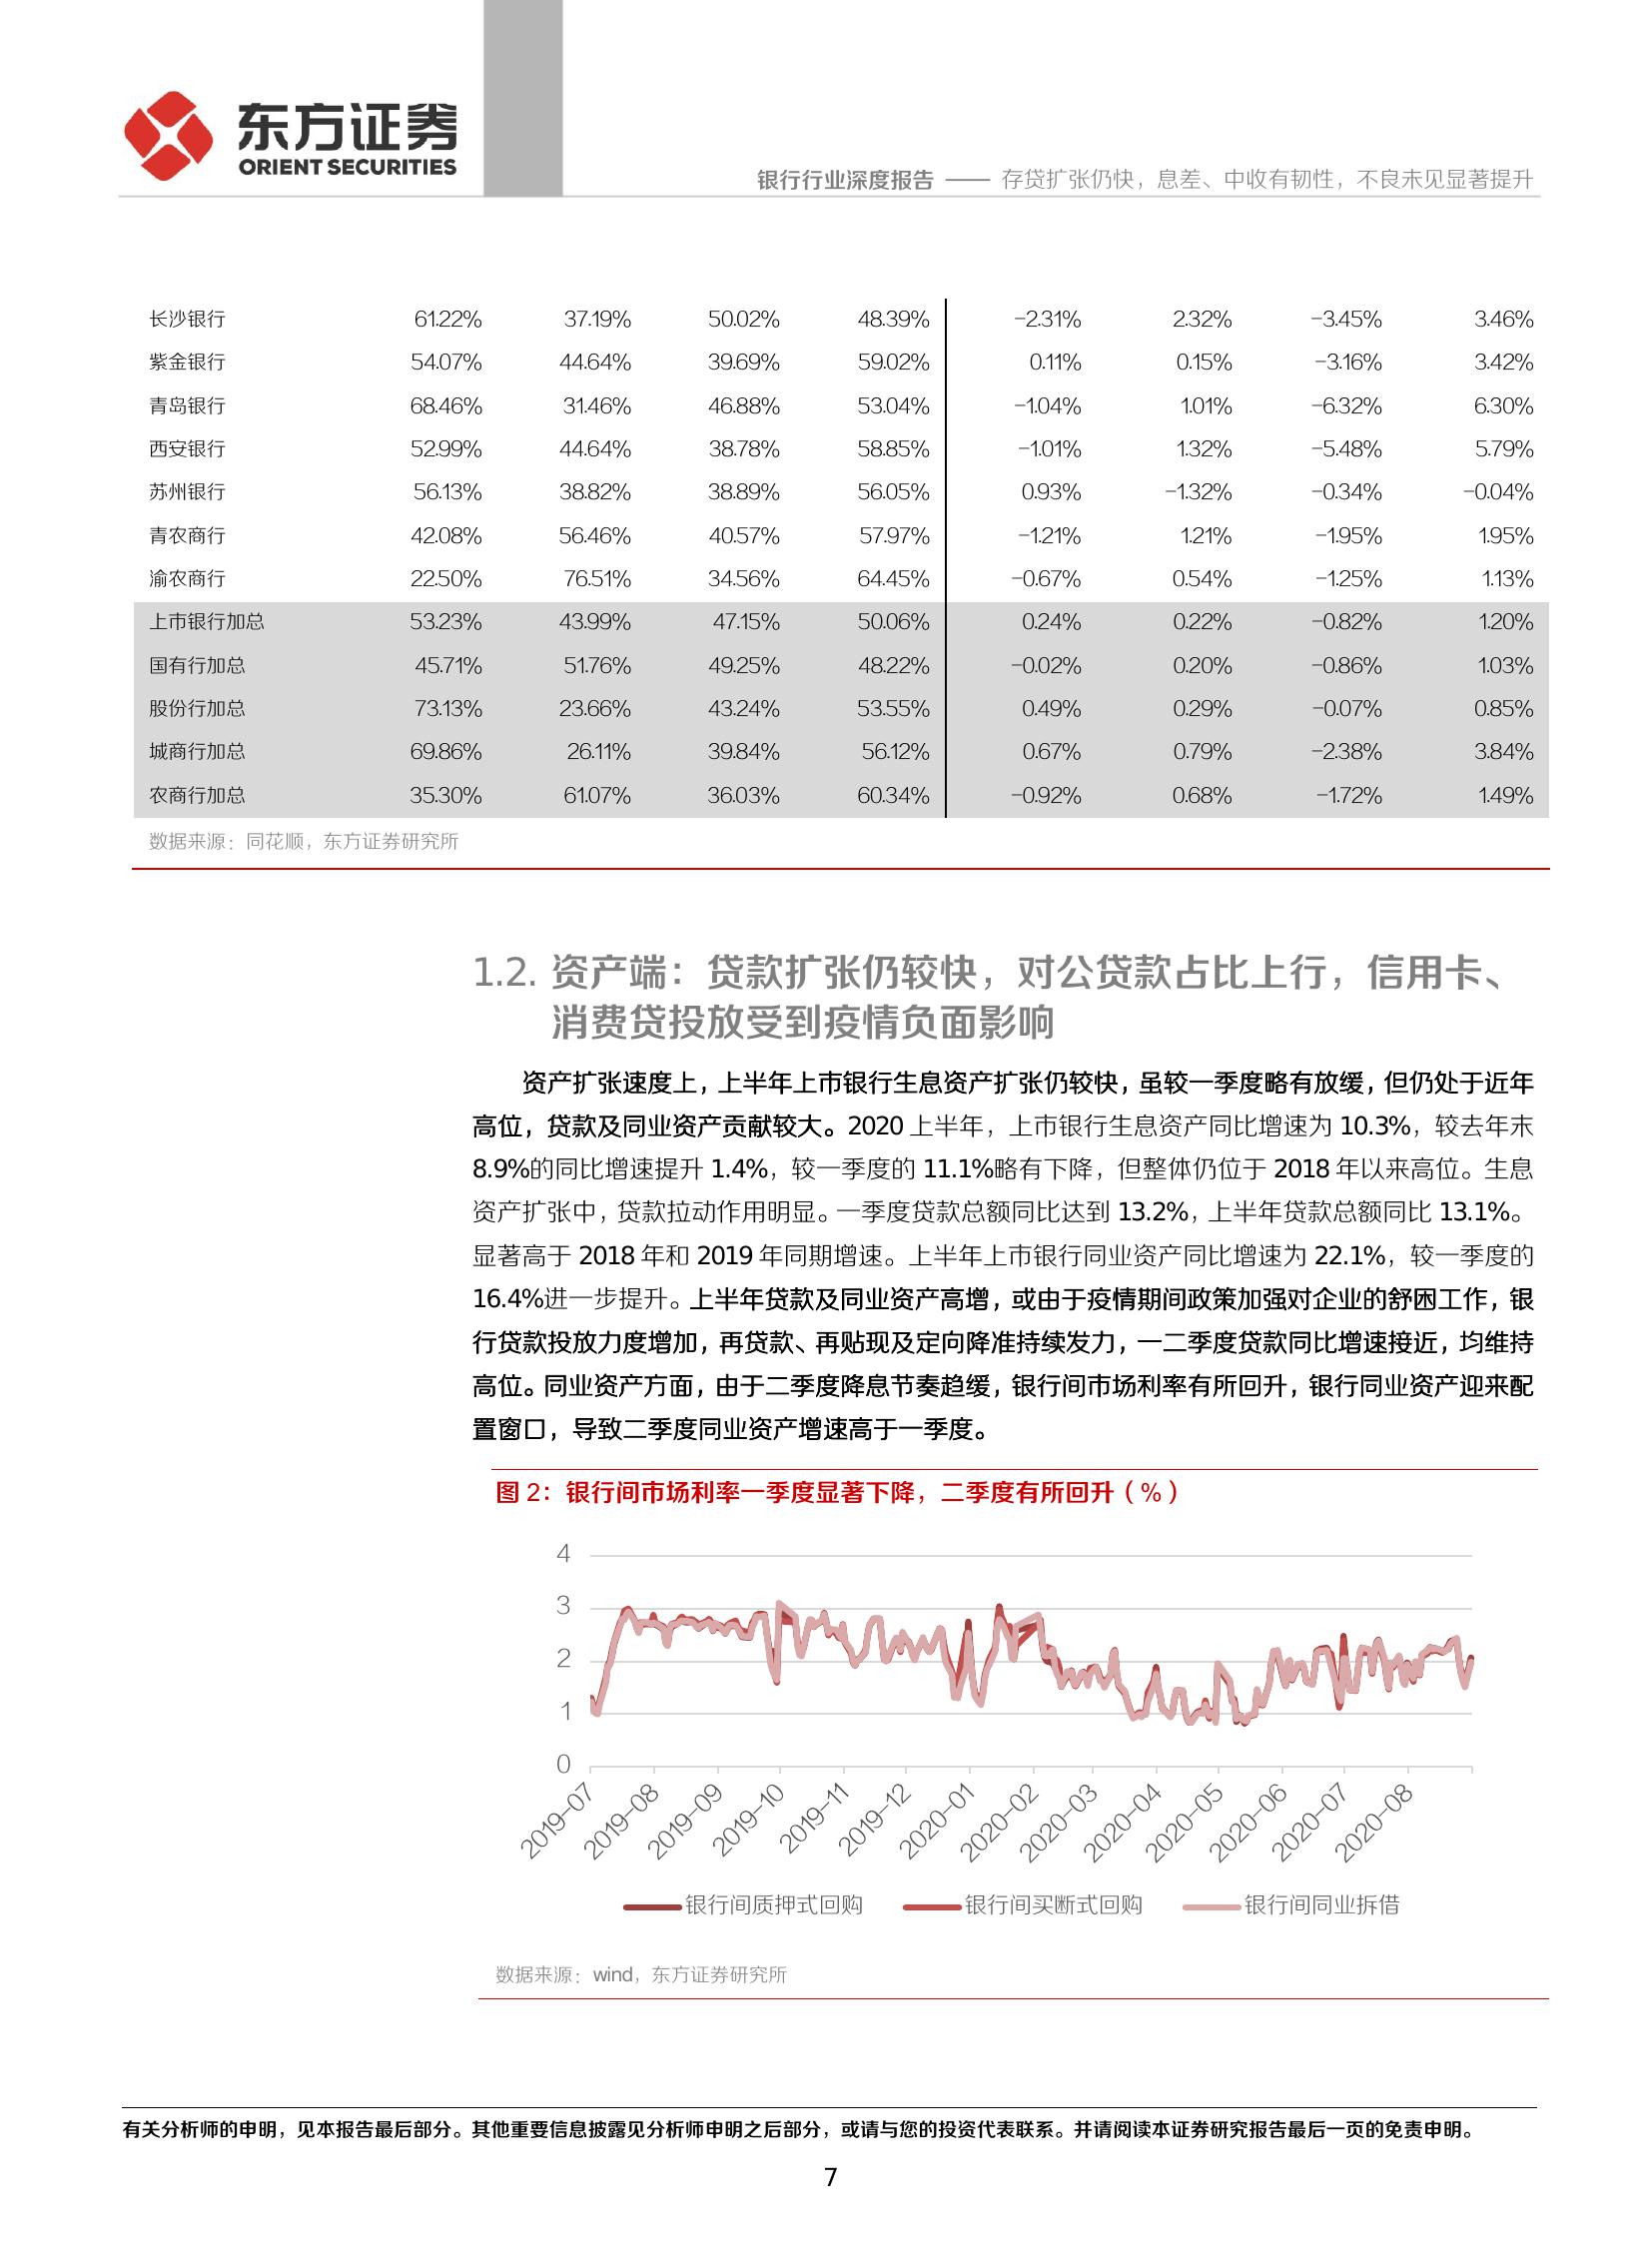 东方证券
ORIENT SECURITIES
银行行业深度报告 —— 存贷扩张仍快，息差、中收有韧性，不良未见显著提升
长沙银行 61.22% 37.19% 50.02% 48.39% -2.31% 2.32% -3.45% 3.46%
紫金银行 54.07% 44.64% 39.69% 59.02% 0.11% 0.15% -3.16% 3.42%
青岛银行 68.46% 31.46% 46.88% 53.04% -1.04% 1.01% -6.32% 6.30%
西安银行 52.99% 44.64% 38.78% 58.85% -1.01% 1.32% -5.48% 5.79%
苏州银行 56.13% 38.82% 38.89% 56.05% 0.93% -1.32% -0.34% -0.04%
青农商行 42.08% 56.46% 40.57% 57.97% -1.21% 1.21% -1.95% 1.95%
渝农商行 22.50% 76.51% 34.56% 64.45% -0.67% 0.54% -1.25% 1.13%
上市银行加总 53.23% 43.99% 47.15% 50.06% 0.24% 0.22% -0.82% 1.20%
国有行加总 45.71% 51.76% 49.25% 48.22% -0.02% 0.20% -0.86% 1.03%
股份行加总 73.13% 23.66% 43.24% 53.55% 0.49% 0.29% -0.07% 0.85%
城商行加总 69.86% 26.11% 39.84% 56.12% 0.67% 0.79% -2.38% 3.84%
农商行加总 35.30% 61.07% 36.03% 60.34% -0.92% 0.68% -1.72% 1.49%
数据来源：同花顺，东方证券研究所
1.2. 资产端：贷款扩张仍较快，对公贷款占比上行，信用卡、
消费贷投放受到疫情负面影响
资产扩张速度上，上半年上市银行生息资产扩张仍较快，虽较一季度略有放缓，但仍处于近年
高位，贷款及同业资产贡献较大。2020 上半年，上市银行生息资产同比增速为 10.3%，较去年末
8.9%的同比增速提升 1.4%，较一季度的 11.1%略有下降，但整体仍位于 2018 年以来高位。生息
资产扩张中，贷款拉动作用明显。一季度贷款总额同比达到 13.2%，上半年贷款总额同比 13.1%。
显著高于 2018 年和 2019 年同期增速。上半年上市银行同业资产同比增速为 22.1%，较一季度的
16.4%进一步提升。上半年贷款及同业资产高增，或由于疫情期间政策加强对企业的舒困工作，银
行贷款投放力度增加，再贷款、再贴现及定向降准持续发力，一二季度贷款同比增速接近，均维持
高位。同业资产方面，由于二季度降息节奏趋缓，银行间市场利率有所回升，银行同业资产迎来配
置窗口，导致二季度同业资产增速高于一季度。
图 2：银行间市场利率一季度显著下降，二季度有所回升（%）
4
3
2
1
0
2019-07 2019-08 2019-09 2019-10 2019-11 2019-12 2020-01 2020-02 2020-03 2020-04 2020-05 2020-06 2020-07 2020-08
银行间质押式回购 银行间买断式回购 银行间同业拆借
数据来源：wind，东方证券研究所
有关分析师的申明，见本报告最后部分。其他重要信息披露见分析师申明之后部分，或请与您的投资代表联系。并请阅读本证券研究报告最后一页的免责申明。
7